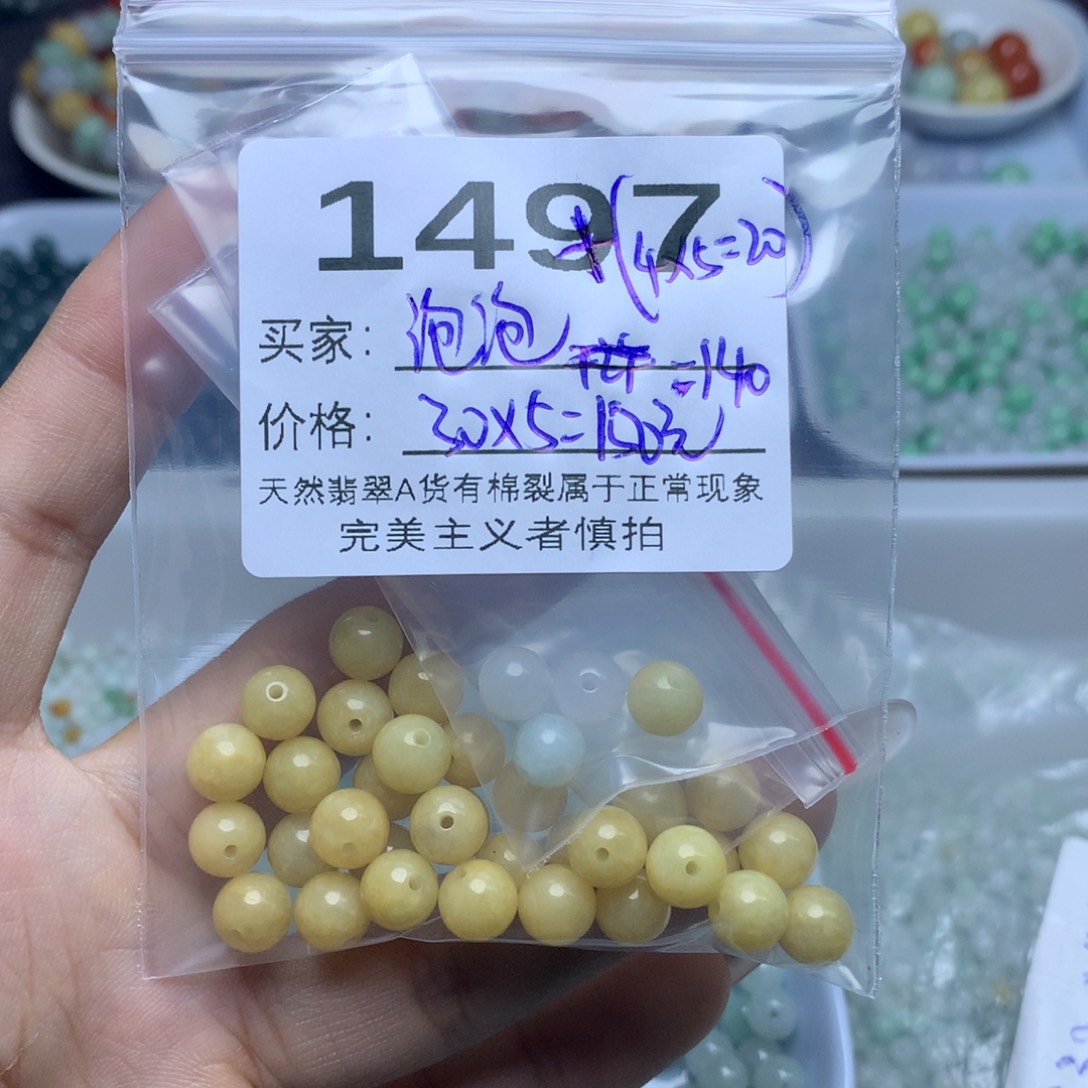 1497
+(4×5=20)
买家: 泡泡
=140
价格: 30×5=150元
天然翡翠A货有棉裂属于正常现象
完美主义者慎拍